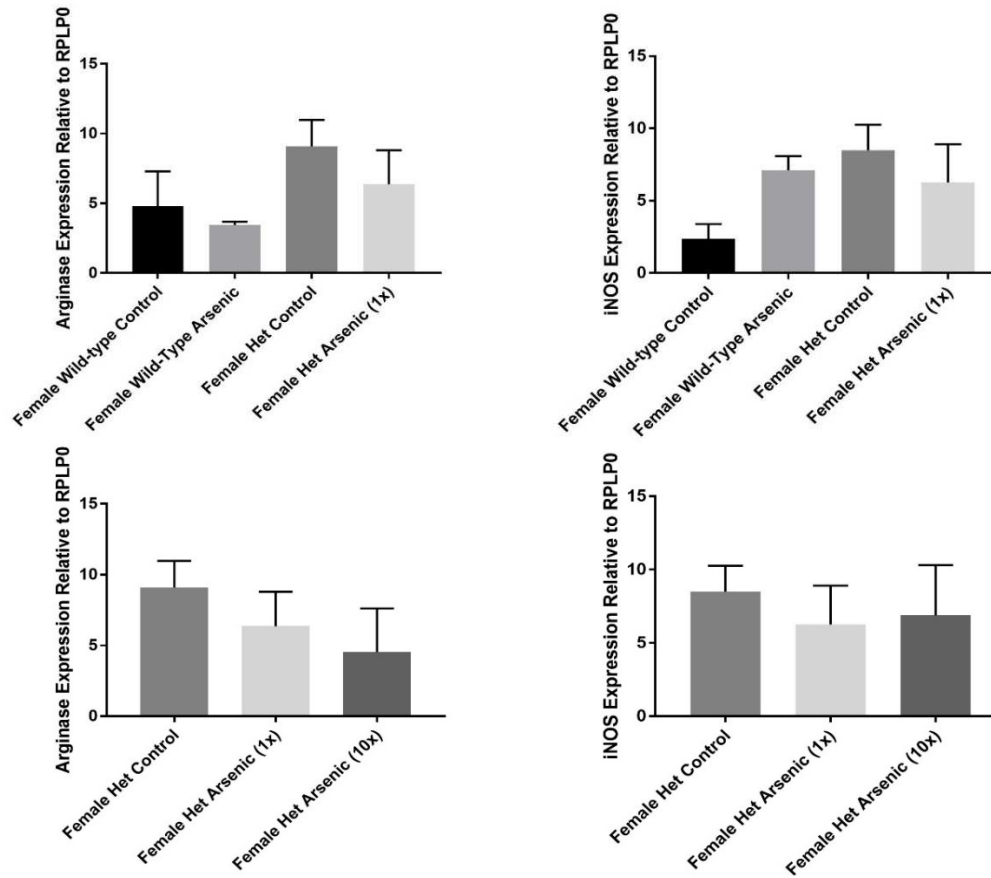 Arginase Expression Relative to RPLP0
15
10
5
0
Female Wild-type Control
Female Wild-Type Arsenic
Female Het Control
Female Het Arsenic (1x)
iNOS Expression Relative to RPLP0
15
10
5
0
Female Wild-type Control
Female Wild-Type Arsenic
Female Het Control
Female Het Arsenic (1x)
Arginase Expression Relative to RPLP0
15
10
5
0
Female Het Control
Female Het Arsenic (1x)
Female Het Arsenic (10x)
iNOS Expression Relative to RPLP0
15
10
5
0
Female Het Control
Female Het Arsenic (1x)
Female Het Arsenic (10x)